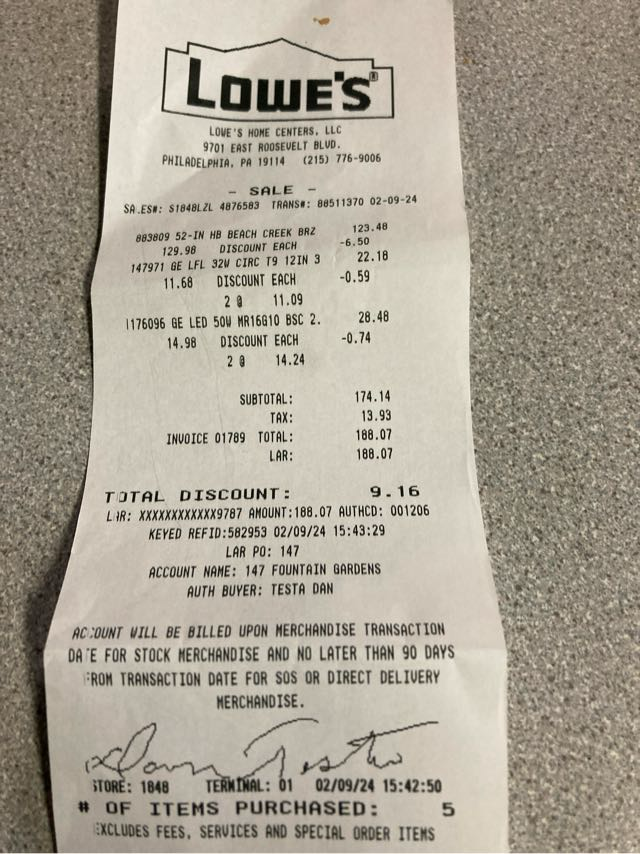 LOWE'S®
LOWE'S HOME CENTERS, LLC
9701 EAST ROOSEVELT BLVD.
PHILADELPHIA, PA 19114 (215) 776-9006
- SALE -
SALES#: S1848LZL 4876583 TRANS#: 88511370 02-09-24
883809 52-IN HB BEACH CREEK BRZ 123.48
129.98 DISCOUNT EACH -6.50
147971 GE LFL 32W CIRC T9 12IN 3 22.18
11.68 DISCOUNT EACH -0.59
2 @ 11.09
1176096 GE LED 50W MR16G10 BSC 2. 28.48
14.98 DISCOUNT EACH -0.74
2 @ 14.24
SUBTOTAL: 174.14
TAX: 13.93
INVOICE 01789 TOTAL: 188.07
LAR: 188.07
TOTAL DISCOUNT: 9.16
LAR: XXXXXXXXXXXX9787 AMOUNT:188.07 AUTHCD: 001206
KEYED REFID:582953 02/09/24 15:43:29
LAR PO: 147
ACCOUNT NAME: 147 FOUNTAIN GARDENS
AUTH BUYER: TESTA DAN
ACCOUNT WILL BE BILLED UPON MERCHANDISE TRANSACTION
DATE FOR STOCK MERCHANDISE AND NO LATER THAN 90 DAYS
FROM TRANSACTION DATE FOR SOS OR DIRECT DELIVERY
MERCHANDISE.
x Dan Testa
STORE: 1848 TERMINAL: 01 02/09/24 15:42:50
# OF ITEMS PURCHASED: 5
EXCLUDES FEES, SERVICES AND SPECIAL ORDER ITEMS